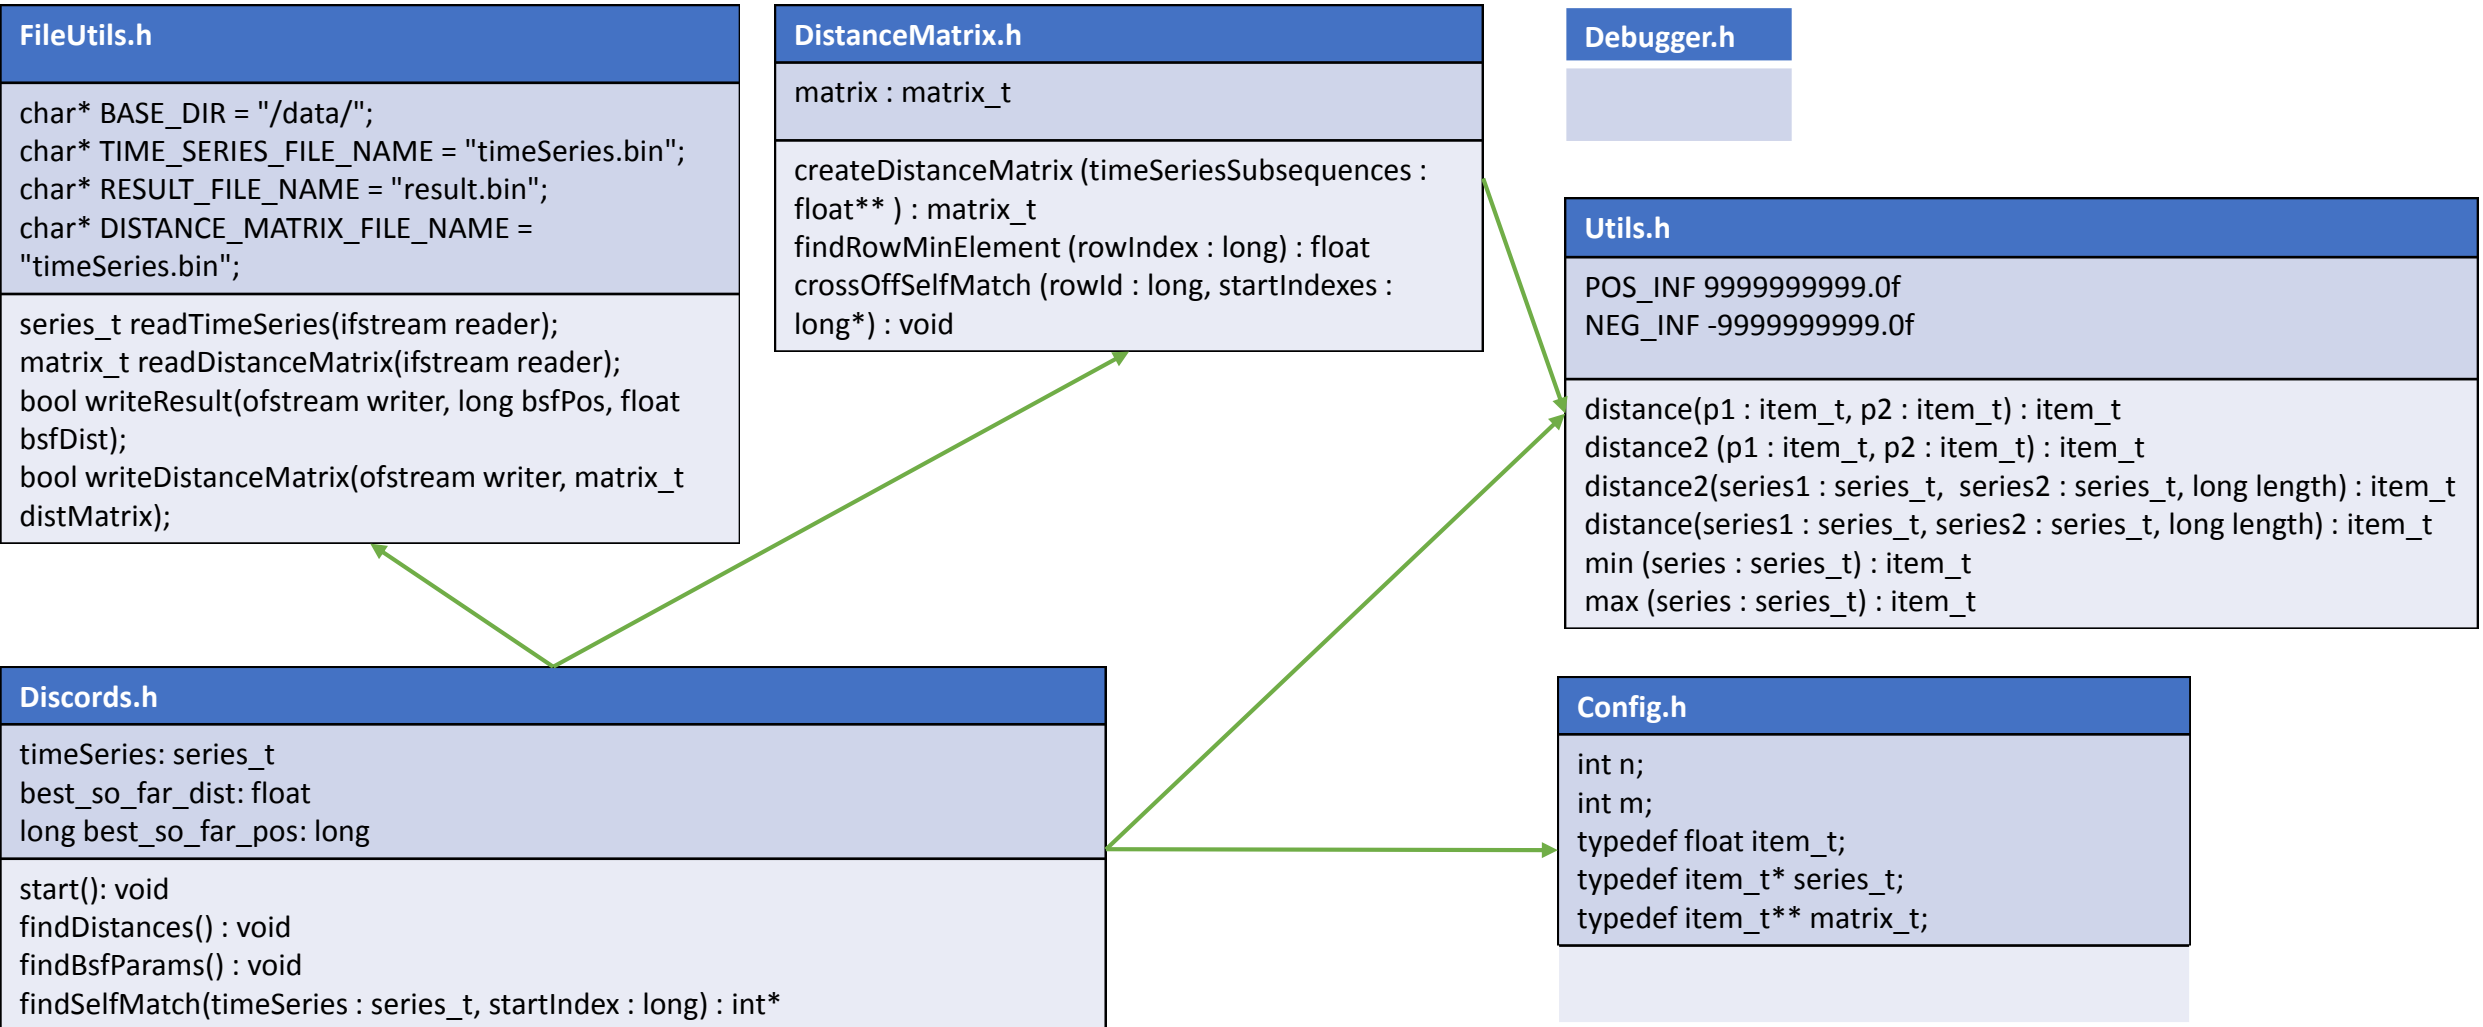 FileUtils.h
char* BASE_DIR = "/data/";
char* TIME_SERIES_FILE_NAME = "timeSeries.bin";
char* RESULT_FILE_NAME = "result.bin";
char* DISTANCE_MATRIX_FILE_NAME =
"timeSeries.bin";
series_t readTimeSeries(ifstream reader);
matrix_t readDistanceMatrix(ifstream reader);
bool writeResult(ofstream writer, long bsfPos, float
bsfDist);
bool writeDistanceMatrix(ofstream writer, matrix_t
distMatrix);
DistanceMatrix.h
matrix : matrix_t
createDistanceMatrix (timeSeriesSubsequences :
float** ) : matrix_t
findRowMinElement (rowIndex : long) : float
crossOffSelfMatch (rowId : long, startIndexes :
long*) : void
Debugger.h
Utils.h
POS_INF 9999999999.0f
NEG_INF -9999999999.0f
distance(p1 : item_t, p2 : item_t) : item_t
distance2 (p1 : item_t, p2 : item_t) : item_t
distance2(series1 : series_t,  series2 : series_t, long length) : item_t
distance(series1 : series_t, series2 : series_t, long length) : item_t
min (series : series_t) : item_t
max (series : series_t) : item_t
Discords.h
timeSeries: series_t
best_so_far_dist: float
long best_so_far_pos: long
start(): void
findDistances() : void
findBsfParams() : void
findSelfMatch(timeSeries : series_t, startIndex : long) : int*
Config.h
int n;
int m;
typedef float item_t;
typedef item_t* series_t;
typedef item_t** matrix_t;